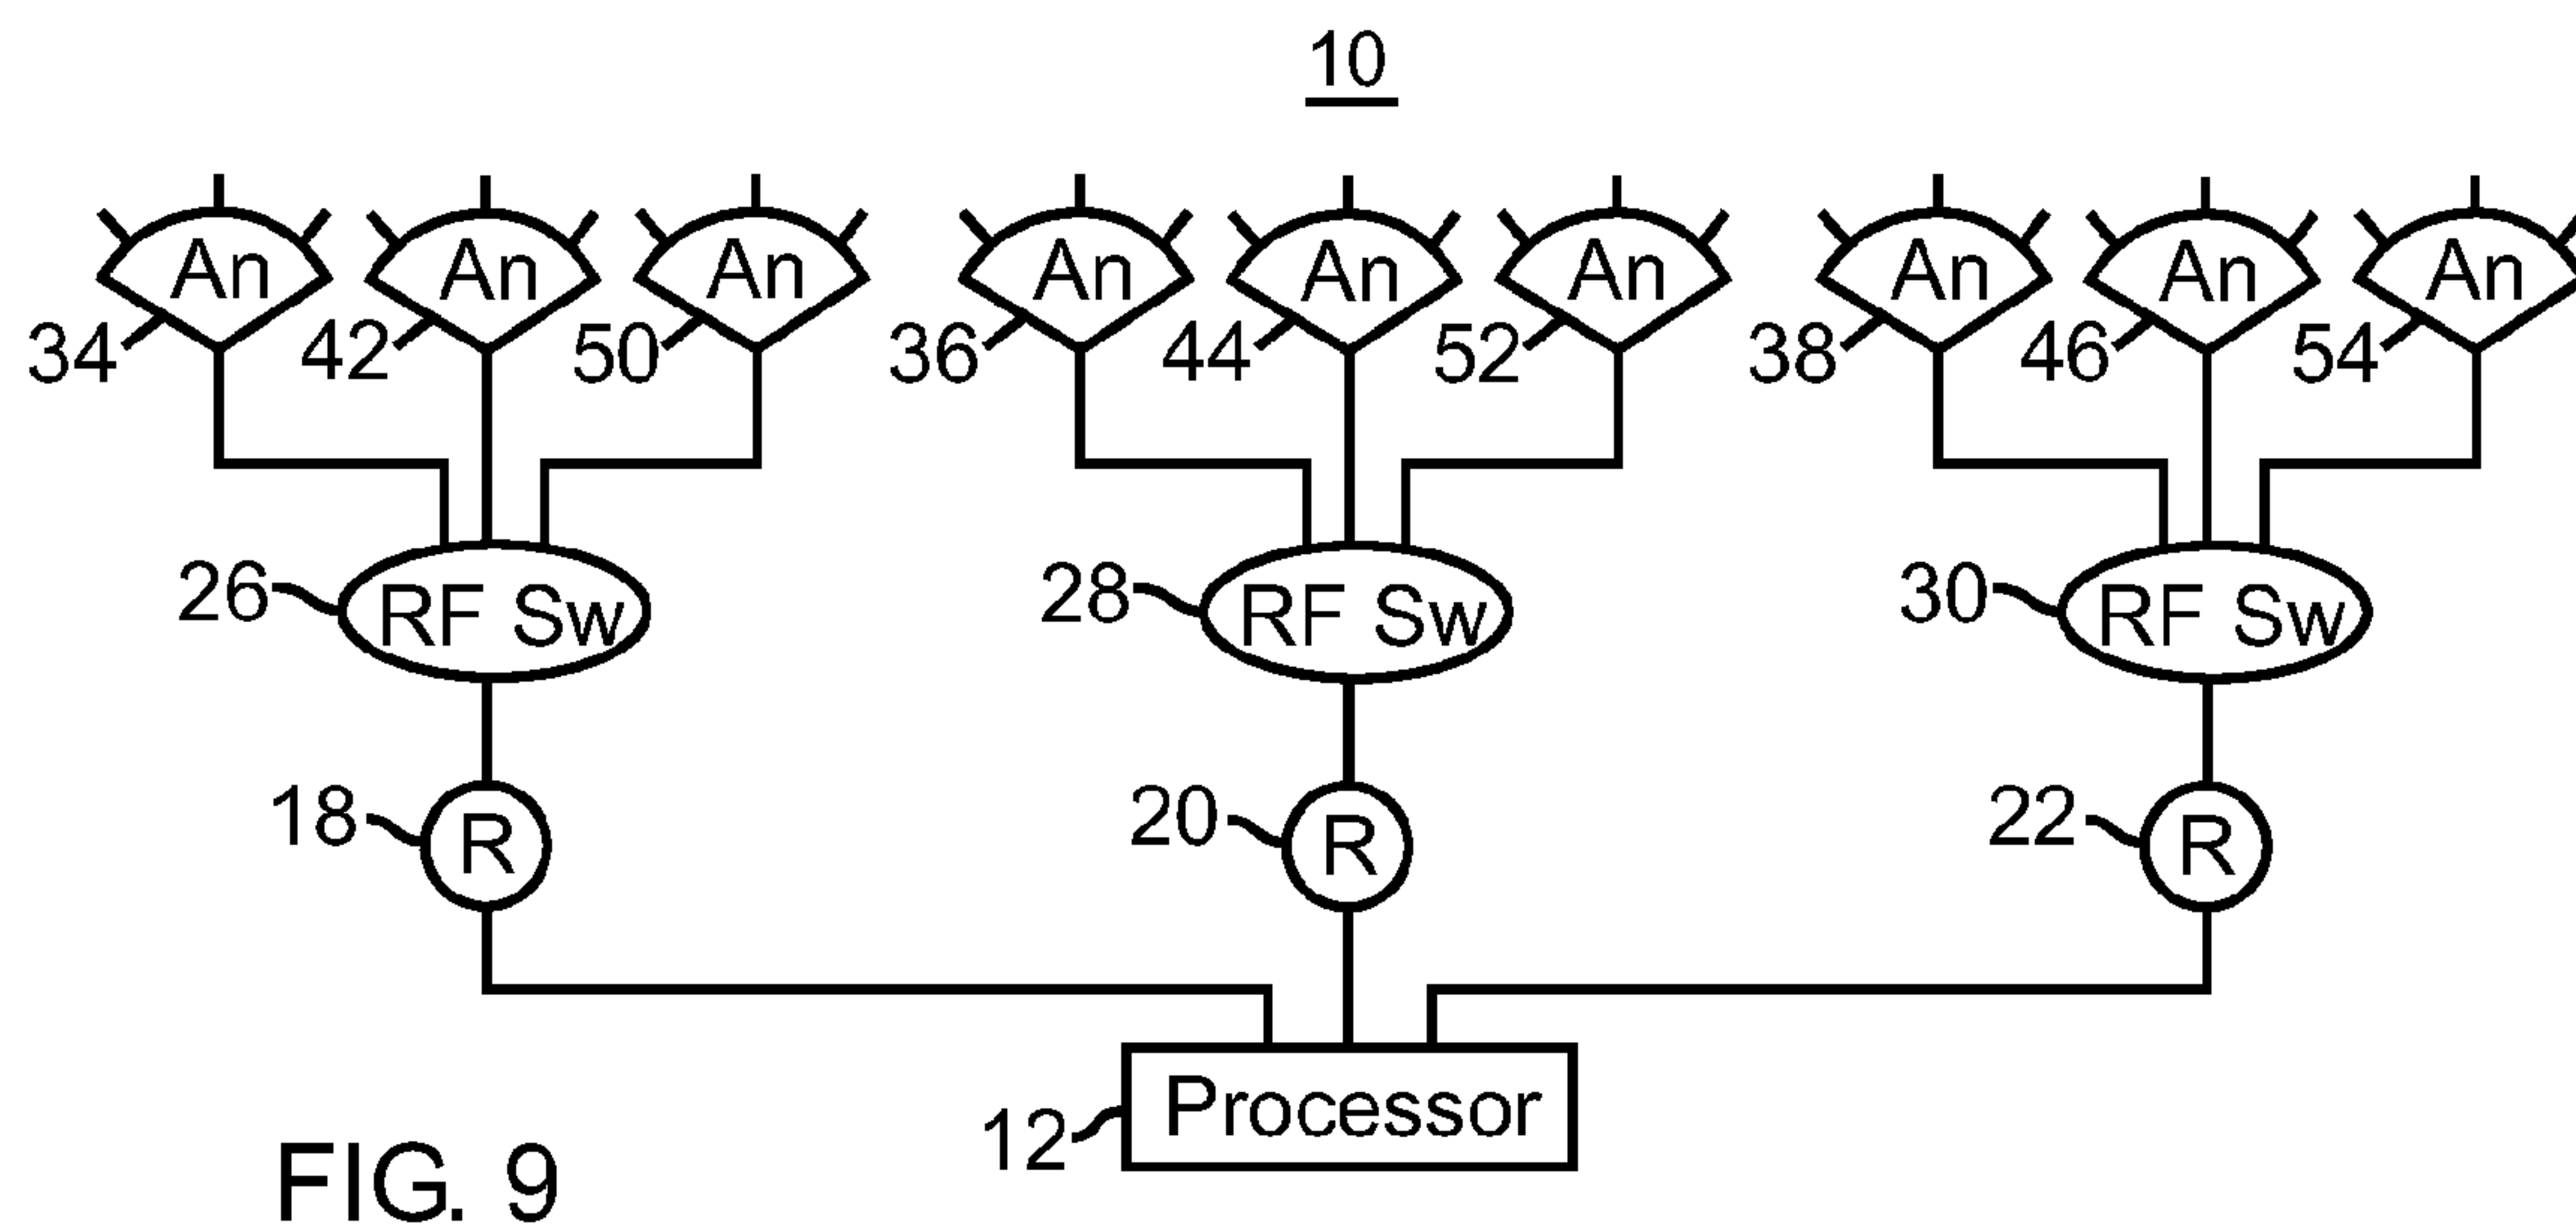 10
An An An An An An An An An
34 42 50 36 44 52 38 46 54
26 RF Sw 28 RF Sw 30 RF Sw
18 R 20 R 22 R
12 Processor
FIG. 9